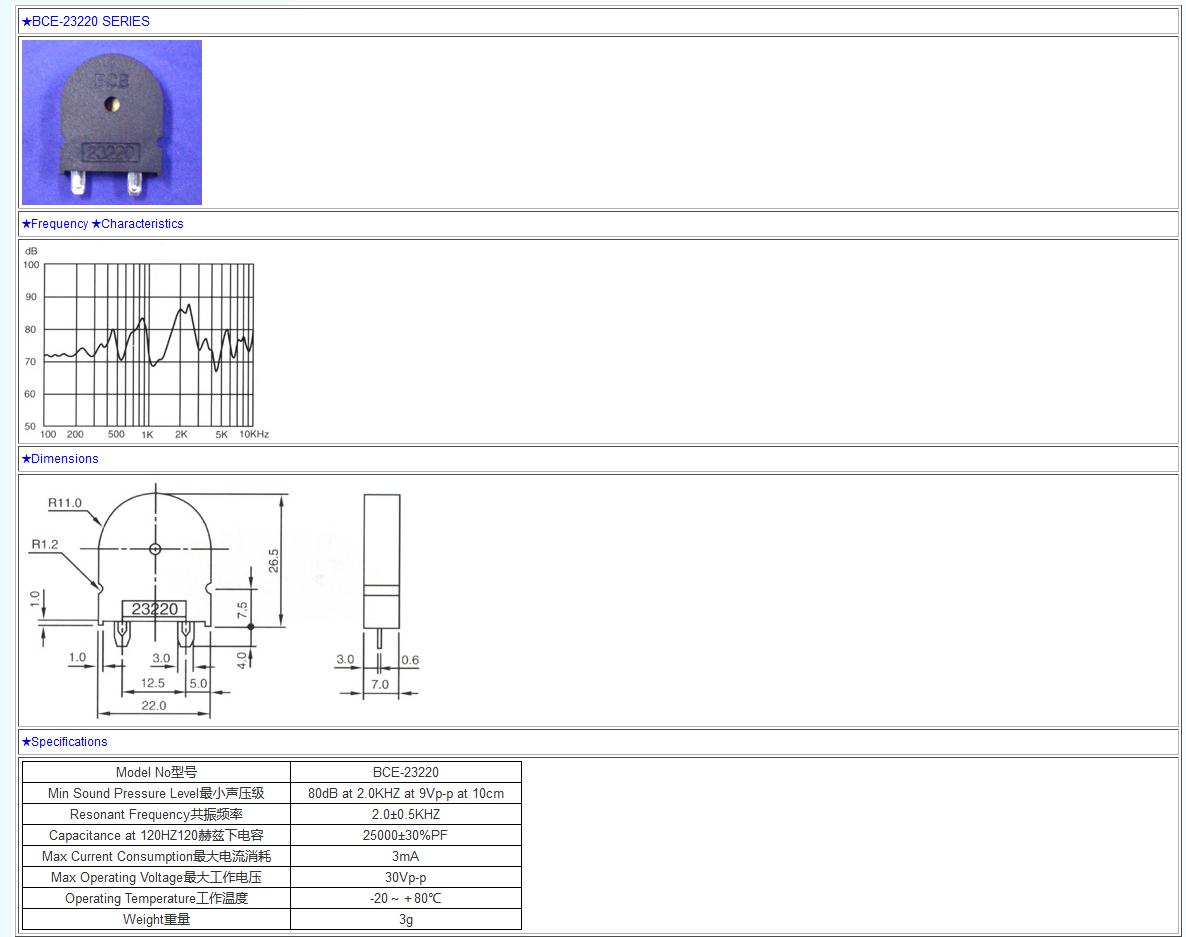 ★BCE-23220 SERIES
BCE
23220
★Frequency ★Characteristics
dB
100
90
80
70
60
50
100 200 500 1K 2K 5K 10KHz
★Dimensions
R11.0
R1.2
26.5
7.5
1.0
23220
4.0
1.0 3.0
12.5 5.0
22.0
3.0 0.6
7.0
★Specifications
Model No型号 BCE-23220
Min Sound Pressure Level最小声压级 80dB at 2.0KHZ at 9Vp-p at 10cm
Resonant Frequency共振频率 2.0±0.5KHZ
Capacitance at 120HZ120赫兹下电容 25000±30%PF
Max Current Consumption最大电流消耗 3mA
Max Operating Voltage最大工作电压 30Vp-p
Operating Temperature工作温度 -20 ~ +80℃
Weight重量 3g